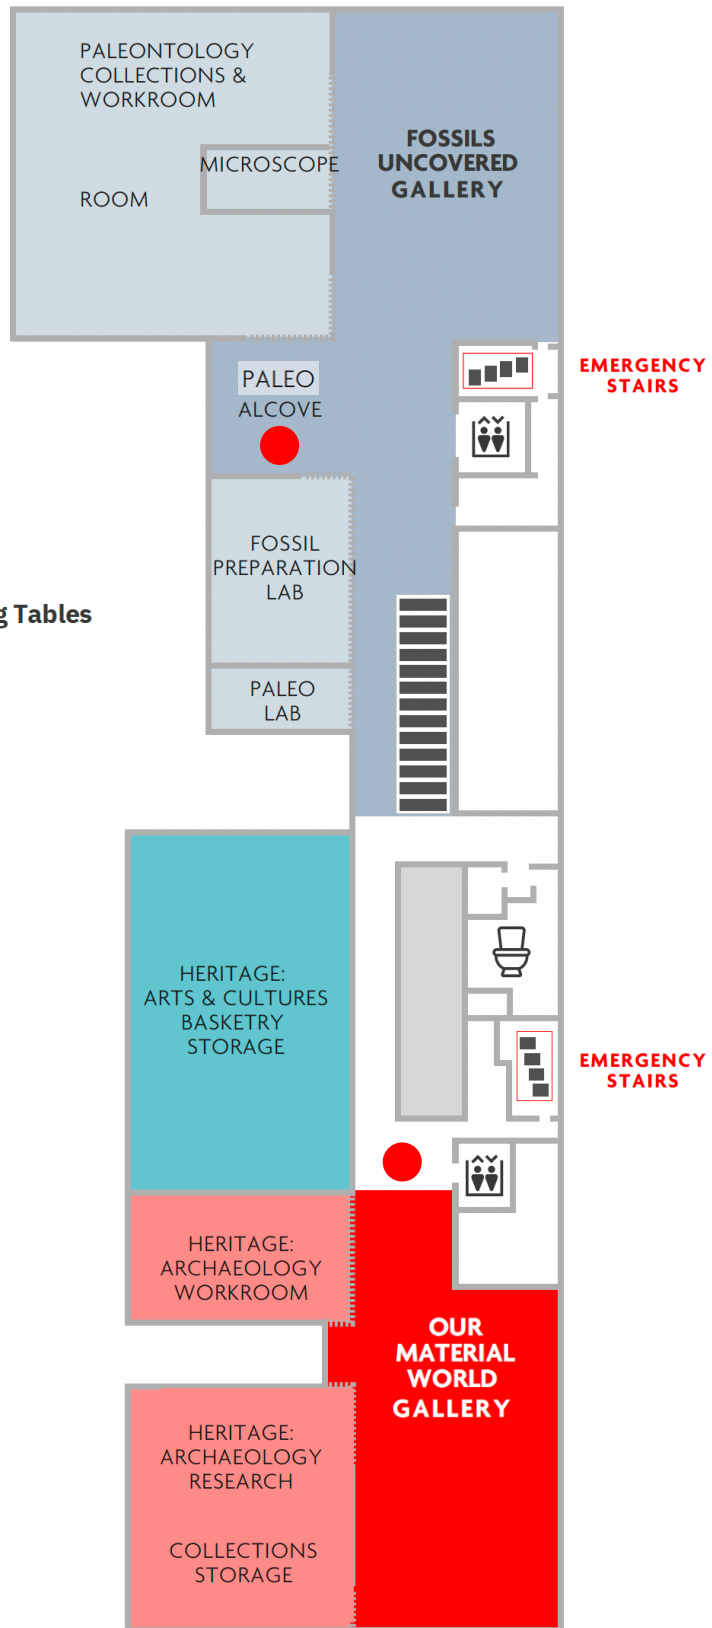 PALEONTOLOGY
COLLECTIONS &
WORKROOM
MICROSCOPE
ROOM
FOSSILS
UNCOVERED
GALLERY
EMERGENCY
STAIRS
PALEO
ALCOVE
FOSSIL
PREPARATION
LAB
g Tables
PALEO
LAB
HERITAGE:
ARTS & CULTURES
BASKETRY
STORAGE
EMERGENCY
STAIRS
HERITAGE:
ARCHAEOLOGY
WORKROOM
OUR
MATERIAL
WORLD
GALLERY
HERITAGE:
ARCHAEOLOGY
RESEARCH
COLLECTIONS
STORAGE